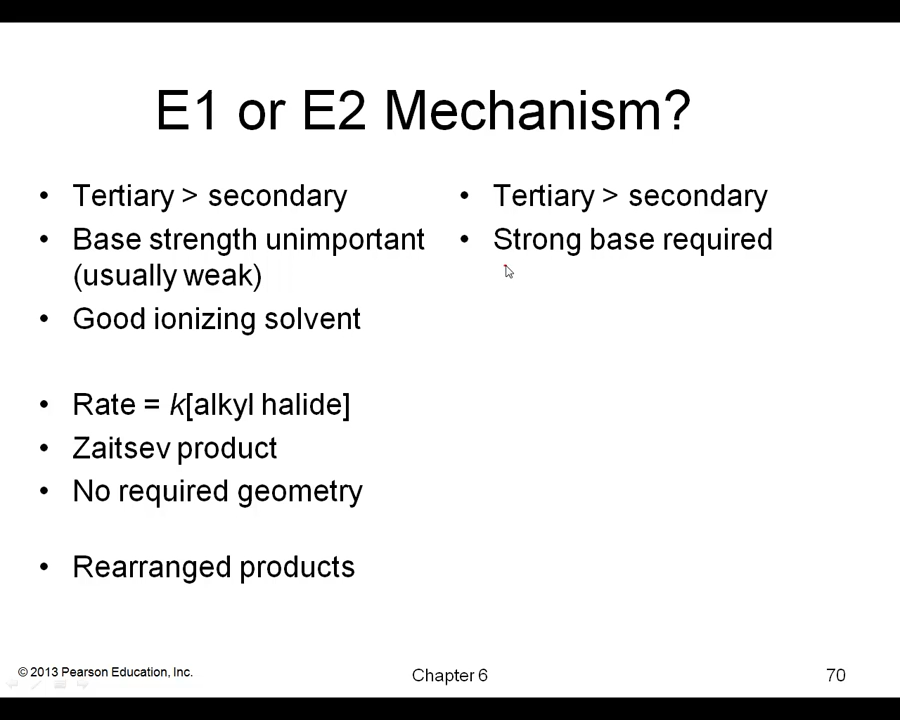 E1 or E2 Mechanism?
• Tertiary > secondary
• Base strength unimportant
(usually weak)
• Good ionizing solvent
• Rate = k[alkyl halide]
• Zaitsev product
• No required geometry
• Rearranged products
• Tertiary > secondary
• Strong base required
© 2013 Pearson Education, Inc.
Chapter 6
70